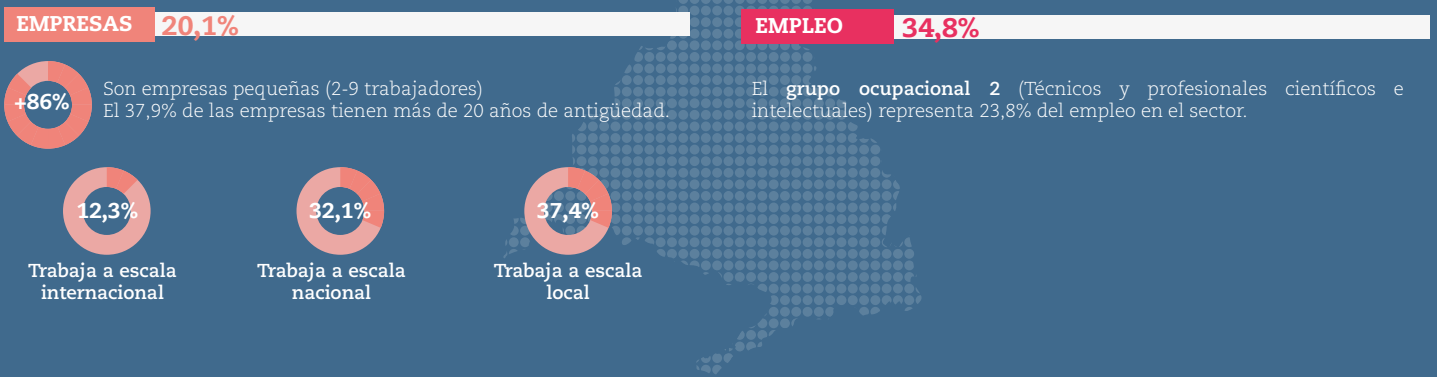 EMPRESAS 20,1%
+86%
Son empresas pequeñas (2-9 trabajadores)
El 37,9% de las empresas tienen más de 20 años de antigüedad.
12,3%
Trabaja a escala
internacional
32,1%
Trabaja a escala
nacional
37,4%
Trabaja a escala
local
EMPLEO 34,8%
El grupo ocupacional 2 (Técnicos y profesionales científicos e
intelectuales) representa 23,8% del empleo en el sector.